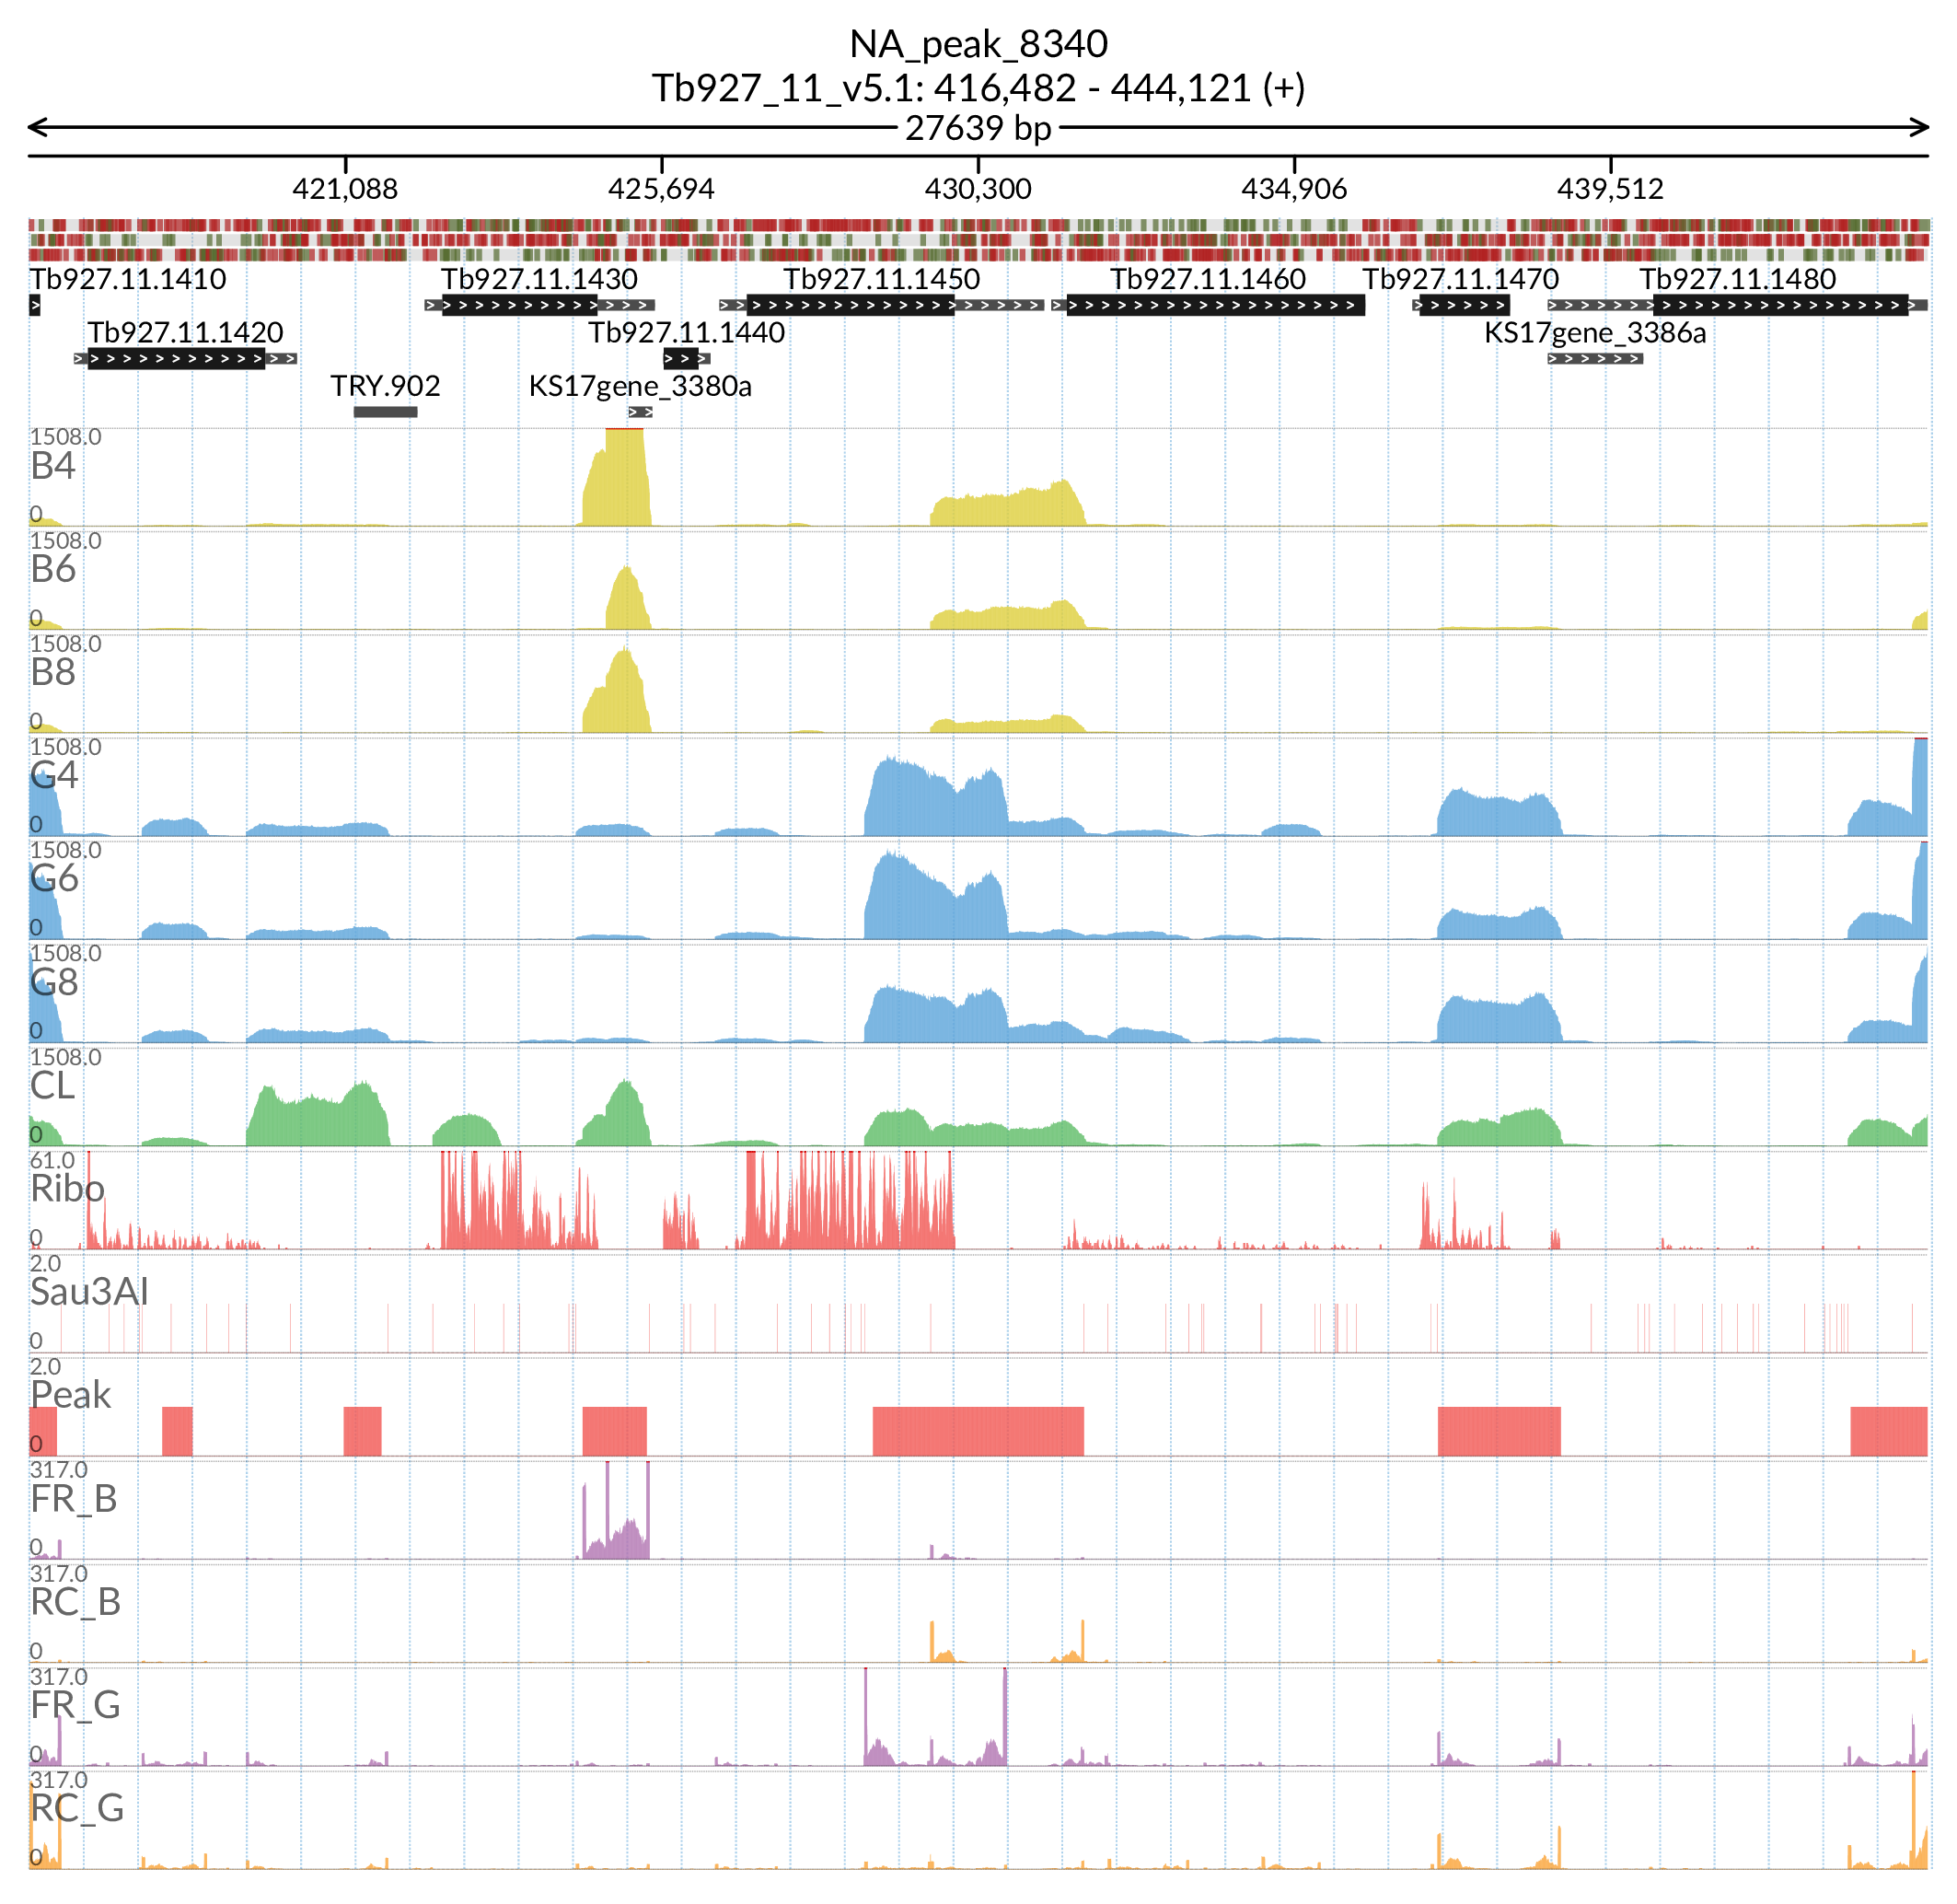 NA_peak_8340
Tb927_11_v5.1: 416,482 - 444,121 (+)
27639 bp
421,088 425,694 430,300 434,906 439,512
Tb927.11.1410 Tb927.11.1430 Tb927.11.1450 Tb927.11.1460 Tb927.11.1470 Tb927.11.1480
Tb927.11.1420 Tb927.11.1440 KS17gene_3386a
TRY.902 KS17gene_3380a
1508.0
B4
0
1508.0
B6
0
1508.0
B8
0
1508.0
G4
0
1508.0
G6
0
1508.0
G8
0
1508.0
CL
0
61.0
Ribo
0
2.0
Sau3AI
0
2.0
Peak
0
317.0
FR_B
0
317.0
RC_B
0
317.0
FR_G
0
317.0
RC_G
0